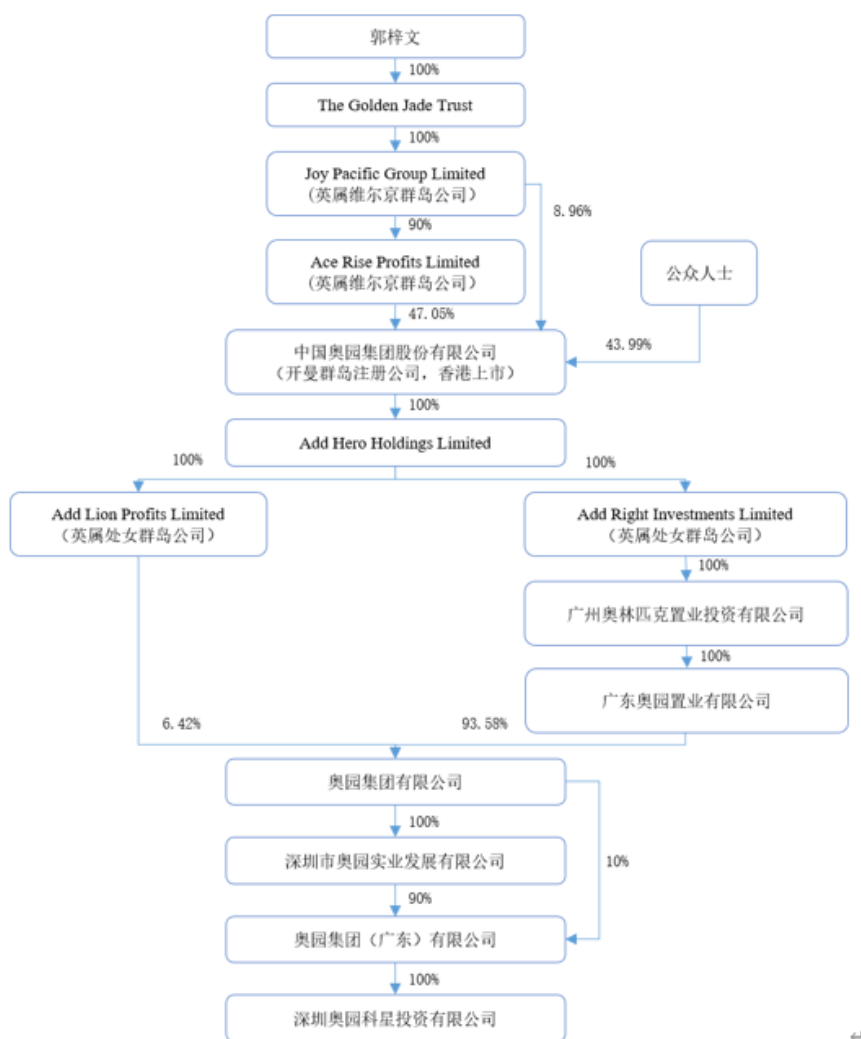 郭梓文
100%
The Golden Jade Trust
100%
Joy Pacific Group Limited
(英属维尔京群岛公司）
8.96%
90%
Ace Rise Profits Limited
(英属维尔京群岛公司）
公众人士
47.05%
43.99%
中国奥园集团股份有限公司
（开曼群岛注册公司，香港上市）
100%
Add Hero Holdings Limited
100%
100%
Add Lion Profits Limited
（英属处女群岛公司）
Add Right Investments Limited
（英属处女群岛公司）
100%
广州奥林匹克置业投资有限公司
100%
广东奥园置业有限公司
6.42%
93.58%
奥园集团有限公司
100%
深圳市奥园实业发展有限公司
10%
90%
奥园集团（广东）有限公司
100%
深圳奥园科星投资有限公司